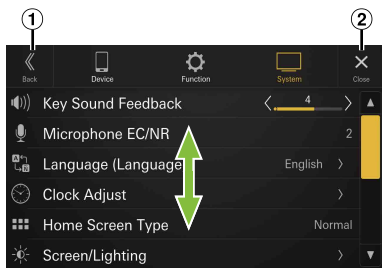 1 2
Back Device Function System Close
Key Sound Feedback 4
Microphone EC/NR 2
Language (Language English
Clock Adjust
Home Screen Type Normal
Screen/Lighting